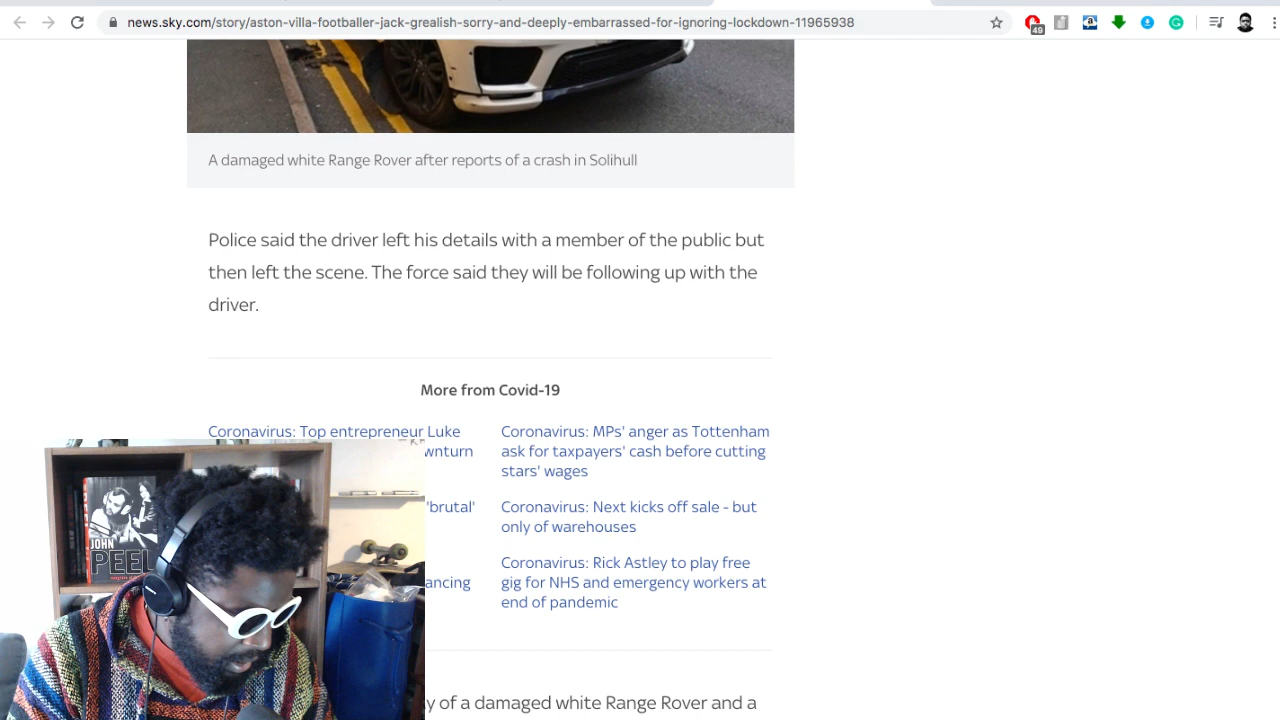 news.sky.com/story/aston-villa-footballer-jack-grealish-sorry-and-deeply-embarrassed-for-ignoring-lockdown-11965938
49
A damaged white Range Rover after reports of a crash in Solihull
Police said the driver left his details with a member of the public but
then left the scene. The force said they will be following up with the
driver.
More from Covid-19
Coronavirus: Top entrepreneur Luke
wnturn
'brutal'
ancing
Coronavirus: MPs' anger as Tottenham
ask for taxpayers' cash before cutting
stars' wages
Coronavirus: Next kicks off sale - but
only of warehouses
Coronavirus: Rick Astley to play free
gig for NHS and emergency workers at
end of pandemic
JOHN
PEEL
y of a damaged white Range Rover and a